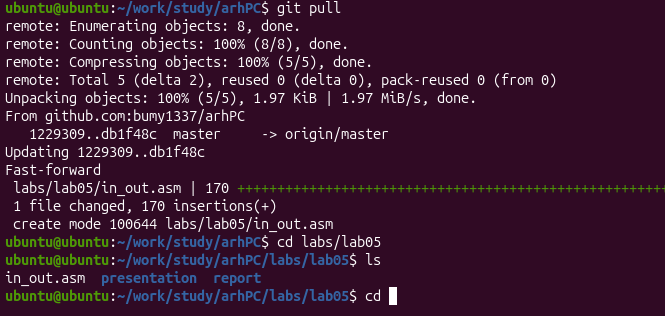 ubuntu@ubuntu:~/work/study/arhPC$ git pull
remote: Enumerating objects: 8, done.
remote: Counting objects: 100% (8/8), done.
remote: Compressing objects: 100% (5/5), done.
remote: Total 5 (delta 2), reused 0 (delta 0), pack-reused 0 (from 0)
Unpacking objects: 100% (5/5), 1.97 KiB | 1.97 MiB/s, done.
From github.com:bumy1337/arhPC
   1229309..db1f48c  master     -> origin/master
Updating 1229309..db1f48c
Fast-forward
 labs/lab05/in_out.asm | 170 ++++++++++++++++++++++++++++++++++++++++++++++++++++++
 1 file changed, 170 insertions(+)
 create mode 100644 labs/lab05/in_out.asm
ubuntu@ubuntu:~/work/study/arhPC$ cd labs/lab05
ubuntu@ubuntu:~/work/study/arhPC/labs/lab05$ ls
in_out.asm  presentation  report
ubuntu@ubuntu:~/work/study/arhPC/labs/lab05$ cd